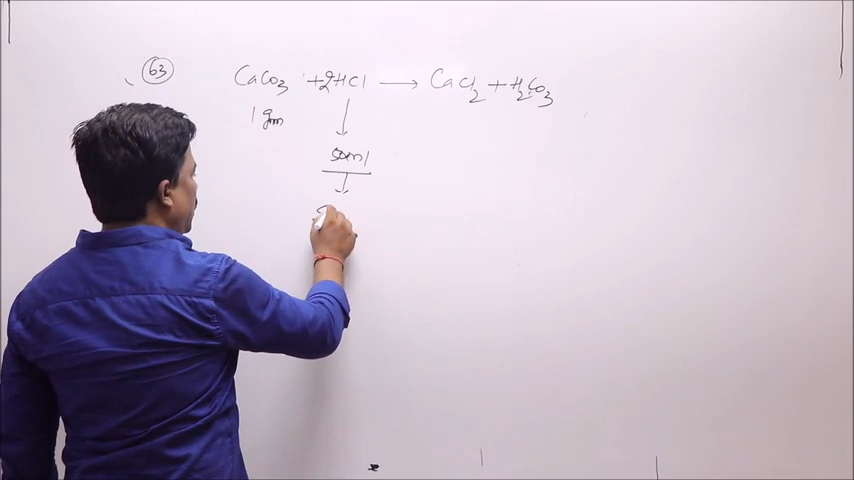 63 CaCo3 + 2HCl → CaCl2 + H2Co3
1 gm
50ml